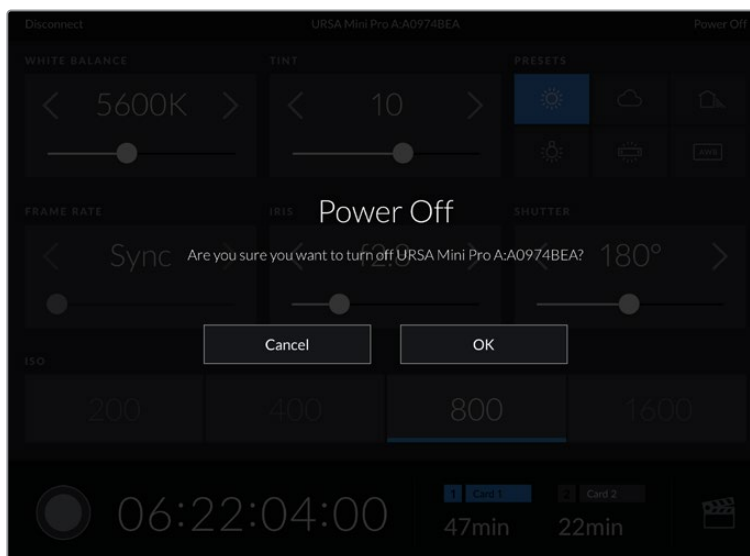 Disconnect URSA Mini Pro A:A0974BEA Power Off
WHITE BALANCE TINT PRESETS
5600K 10
AWB
FRAME RATE IRIS Power Off SHUTTER
Sync f2.8 180°
Are you sure you want to turn off URSA Mini Pro A:A0974BEA?
Cancel OK
ISO
200 400 800 1600
1 Card 1 2 Card 2
06:22:04:00 47min 22min